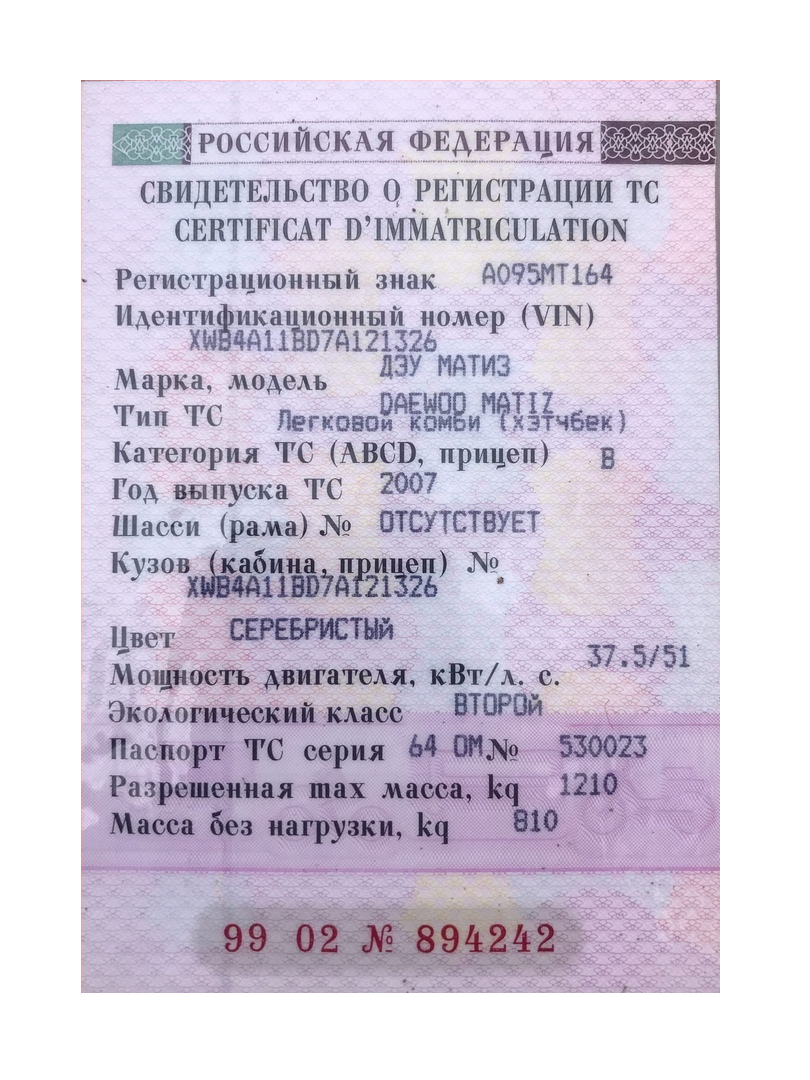 РОССИЙСКАЯ ФЕДЕРАЦИЯ
СВИДЕТЕЛЬСТВО О РЕГИСТРАЦИИ ТС
CERTIFICAT D'IMMATRICULATION
Регистрационный знак А095МТ164
Идентификационный номер (VIN)
XWB4A11BD7A121326
ДЭУ МАТИЗ
Марка, модель
DAEWOO MATIZ
Тип ТС Легковой комби (хэтчбек)
Категория ТС (ABCD, прицеп) B
Год выпуска ТС 2007
Шасси (рама) № ОТСУТСТВУЕТ
Кузов (кабина, прицеп) №
XWB4A11BD7A121326
Цвет СЕРЕБРИСТЫЙ
Мощность двигателя, кВт/л. с. 37.5/51
Экологический класс ВТОРОЙ
Паспорт ТС серия 64 ОМ № 530023
Разрешенная max масса, kg 1210
Масса без нагрузки, kg 810
99 02 № 894242